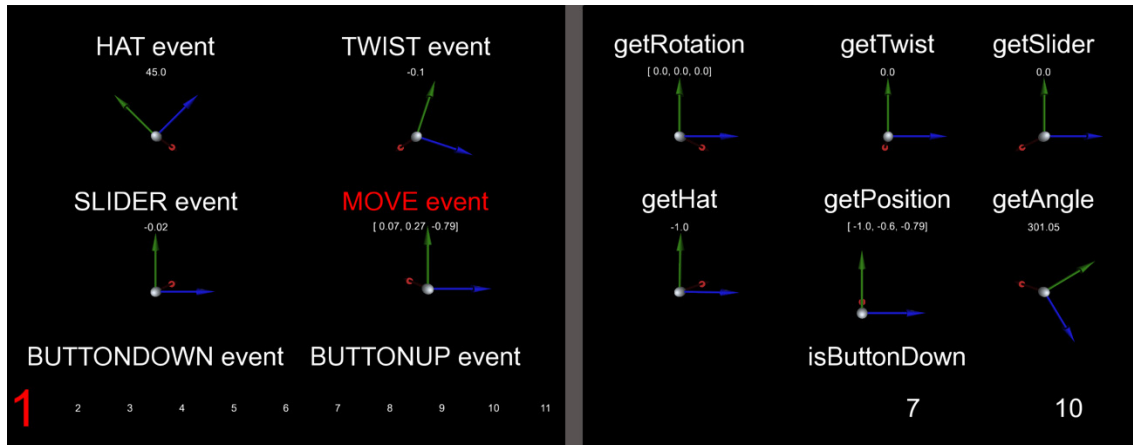 HAT event
45.0
TWIST event
-0.1
SLIDER event
-0.02
MOVE event
[ 0.07, 0.27, -0.79]
BUTTONDOWN event
BUTTONUP event
1 2 3 4 5 6 7 8 9 10 11
getRotation
[ 0.0, 0.0, 0.0]
getTwist
0.0
getSlider
0.0
getHat
-1.0
getPosition
[ -1.0, -0.6, -0.79]
getAngle
301.05
isButtonDown
7 10